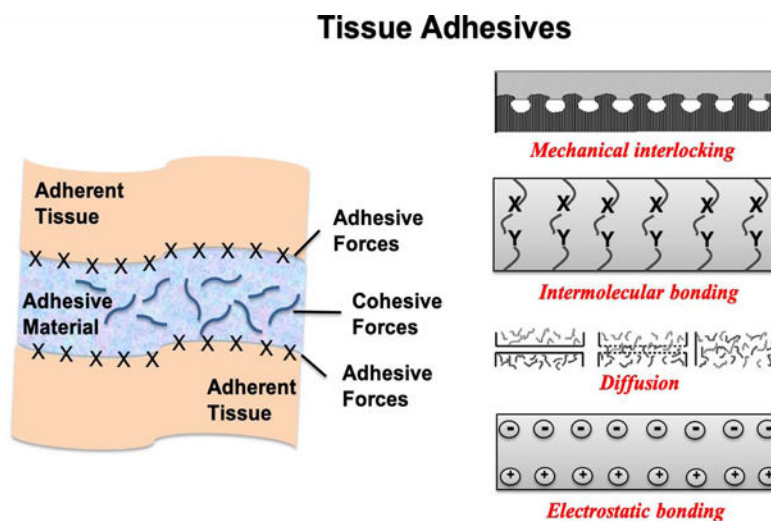 Tissue Adhesives
Adherent
Tissue
Adhesive
Forces
Adhesive
Material
Cohesive
Forces
Adherent
Tissue
Adhesive
Forces
X X X X X X X X X X X X
X X X X X X X X X X X
Mechanical interlocking
X X X X X X
Y Y Y Y Y Y
Intermolecular bonding
Diffusion
- - - - - - - -
+ + + + + + + +
Electrostatic bonding